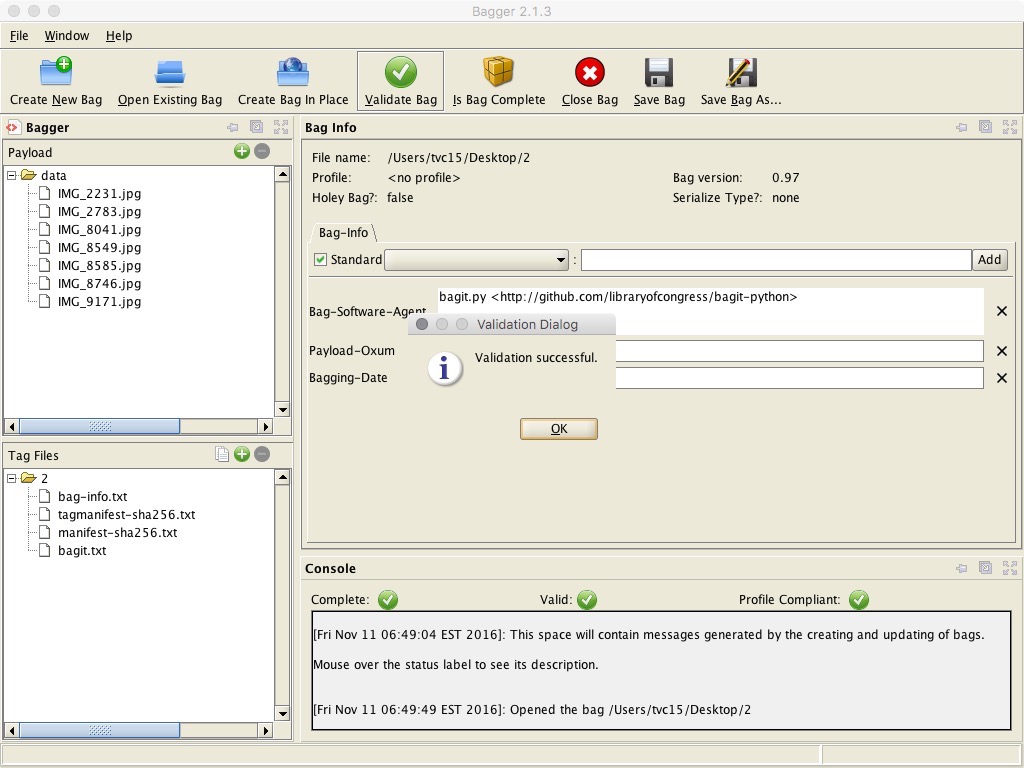 Bagger 2.1.3
File Window Help
Create New Bag Open Existing Bag Create Bag In Place Validate Bag Is Bag Complete Close Bag Save Bag Save Bag As...
Bagger
Payload
data
IMG_2231.jpg
IMG_2783.jpg
IMG_8041.jpg
IMG_8549.jpg
IMG_8585.jpg
IMG_8746.jpg
IMG_9171.jpg
Tag Files
2
bag-info.txt
tagmanifest-sha256.txt
manifest-sha256.txt
bagit.txt
Bag Info
File name: /Users/tvc15/Desktop/2
Profile: <no profile> Bag version: 0.97
Holey Bag?: false Serialize Type?: none
Bag-Info
Standard : Add
Bag-Software-Agent bagit.py <http://github.com/libraryofcongress/bagit-python>
Payload-Oxum
Bagging-Date
Validation Dialog
Validation successful.
OK
Console
Complete: Valid: Profile Compliant:
[Fri Nov 11 06:49:04 EST 2016]: This space will contain messages generated by the creating and updating of bags.
Mouse over the status label to see its description.
[Fri Nov 11 06:49:49 EST 2016]: Opened the bag /Users/tvc15/Desktop/2